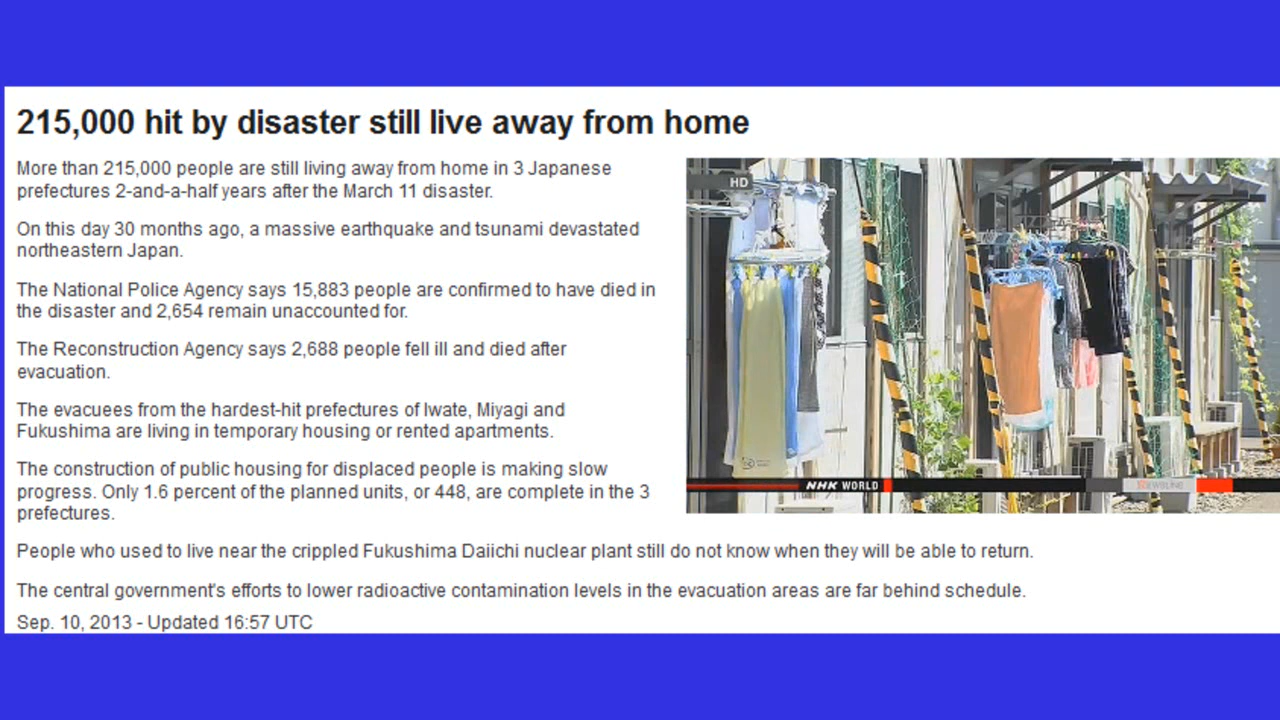 215,000 hit by disaster still live away from home
More than 215,000 people are still living away from home in 3 Japanese
prefectures 2-and-a-half years after the March 11 disaster.
On this day 30 months ago, a massive earthquake and tsunami devastated
northeastern Japan.
The National Police Agency says 15,883 people are confirmed to have died in
the disaster and 2,654 remain unaccounted for.
The Reconstruction Agency says 2,688 people fell ill and died after
evacuation.
The evacuees from the hardest-hit prefectures of Iwate, Miyagi and
Fukushima are living in temporary housing or rented apartments.
The construction of public housing for displaced people is making slow
progress. Only 1.6 percent of the planned units, or 448, are complete in the 3
prefectures.
HD
NHK WORLD
People who used to live near the crippled Fukushima Daiichi nuclear plant still do not know when they will be able to return.
The central government's efforts to lower radioactive contamination levels in the evacuation areas are far behind schedule.
Sep. 10, 2013 - Updated 16:57 UTC